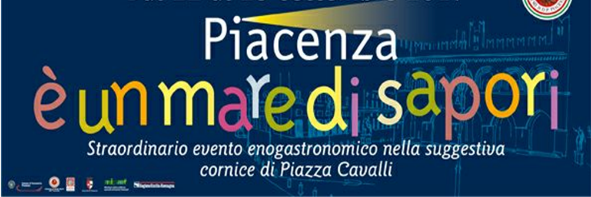 Piacenza
è un mare di sapori
Straordinario evento enogastronomico nella suggestiva
cornice di Piazza Cavalli